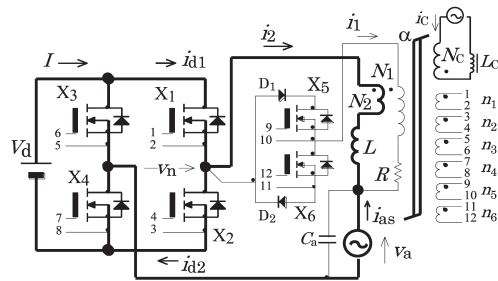 I
i_d1
i_2
i_1
α
i_C
N_C
L_C
X_3
X_1
D_1
X_5
N_1
N_2
6
5
1
2
9
10
12
11
V_d
v_n
L
R
X_4
X_2
7
8
4
3
D_2
X_6
i_as
i_d2
C_a
v_a
1
2
n_1
3
4
n_2
5
6
n_3
7
8
n_4
9
10
n_5
11
12
n_6